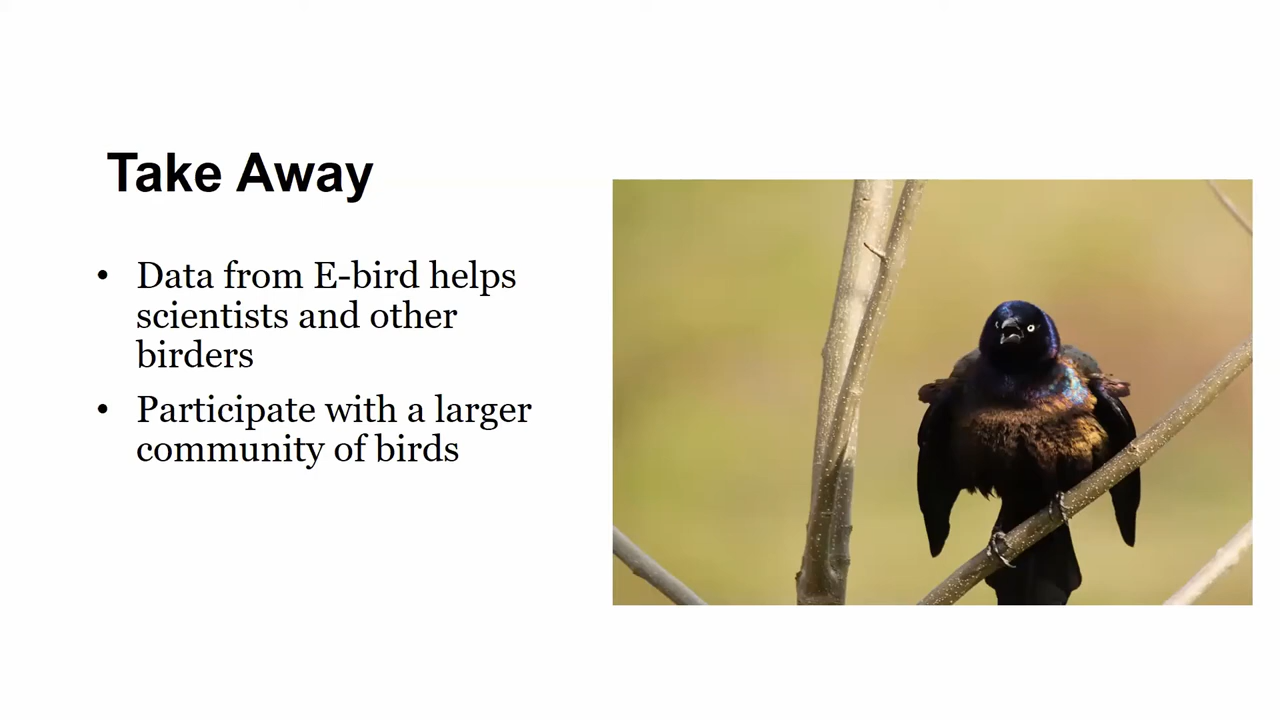 Take Away
• Data from E-bird helps
scientists and other
birders
• Participate with a larger
community of birds